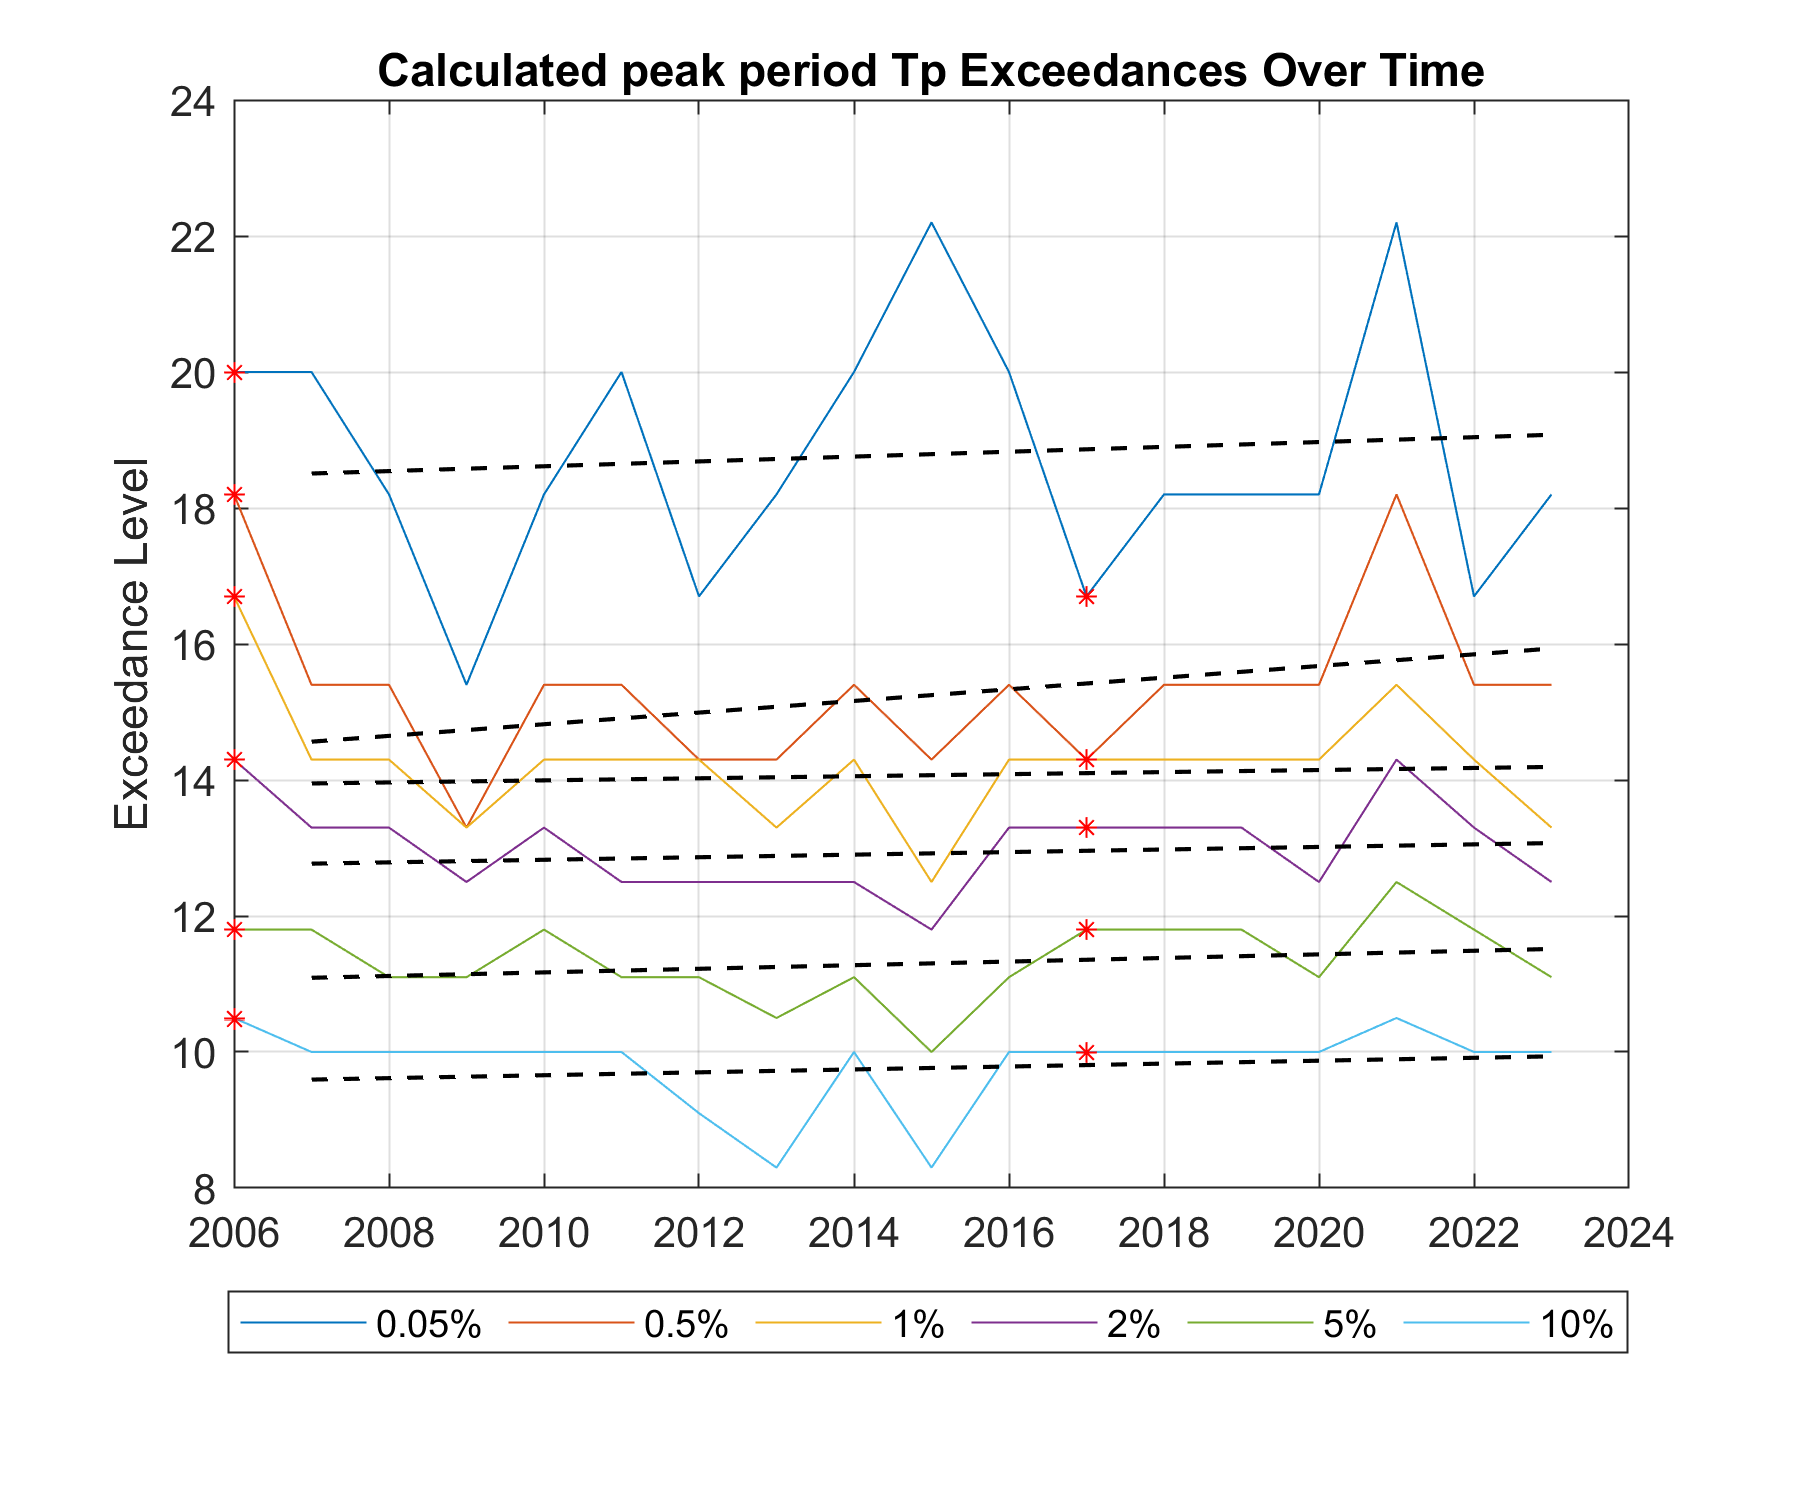 Calculated peak period Tp Exceedances Over Time
Exceedance Level
24
22
20
18
16
14
12
10
8
2006 2008 2010 2012 2014 2016 2018 2020 2022 2024
0.05% 0.5% 1% 2% 5% 10%